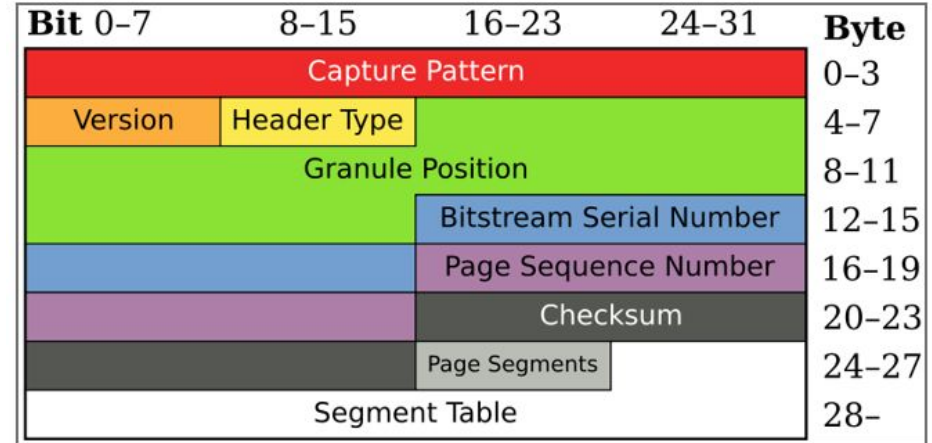 Bit 0–7 8–15 16–23 24–31 Byte
Capture Pattern 0–3
Version Header Type 4–7
Granule Position 8–11
Bitstream Serial Number 12–15
Page Sequence Number 16–19
Checksum 20–23
Page Segments 24–27
Segment Table 28–